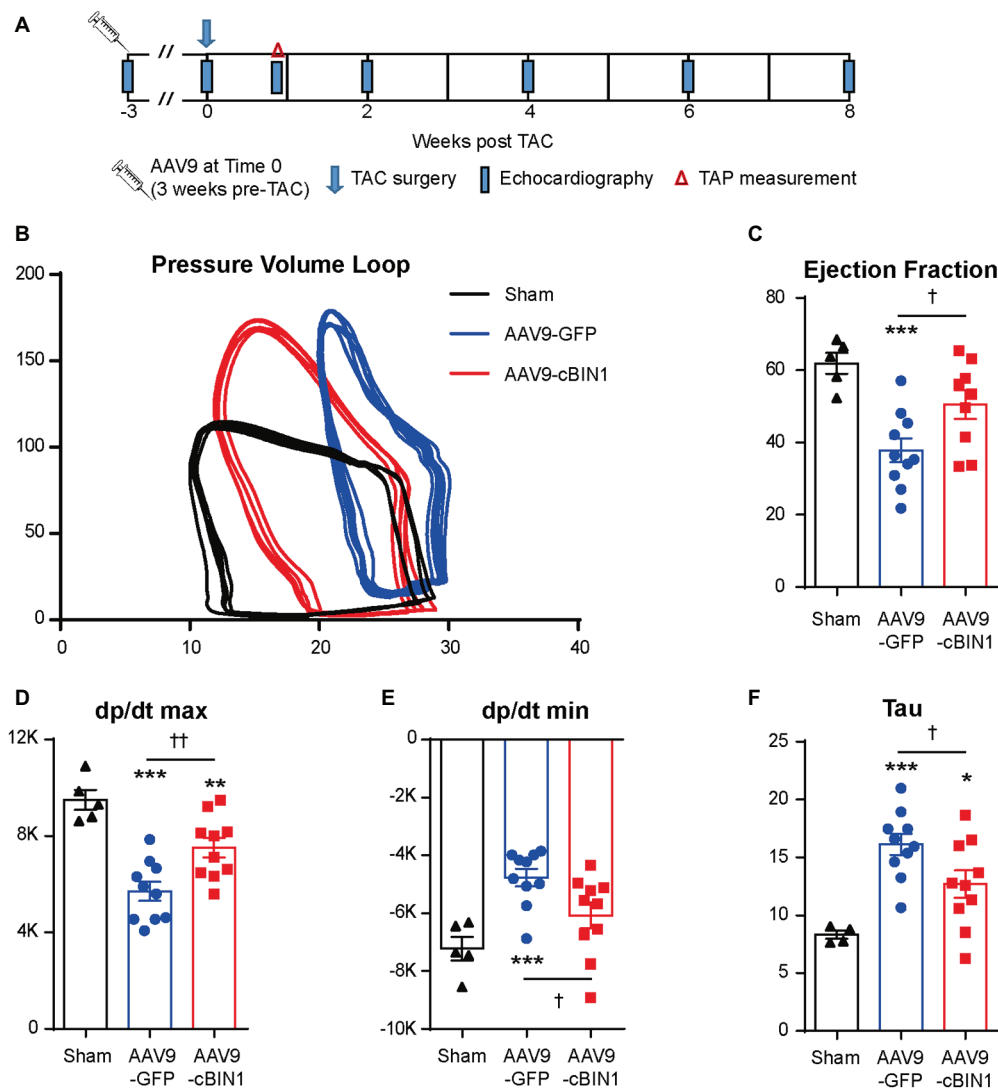 A
// //
-3 0 2 4 6 8
Weeks post TAC
AAV9 at Time 0
(3 weeks pre-TAC)
TAC surgery
Echocardiography
Δ TAP measurement
B
Pressure Volume Loop
200
150
100
50
0
0 10 20 30 40
Sham
AAV9-GFP
AAV9-cBIN1
C
Ejection Fraction
80
60
40
20
0
†
***
Sham
AAV9
-GFP
AAV9
-cBIN1
D
dp/dt max
12K
8K
4K
0
††
***
**
Sham
AAV9
-GFP
AAV9
-cBIN1
E
dp/dt min
0
-2K
-4K
-6K
-8K
-10K
***
†
Sham
AAV9
-GFP
AAV9
-cBIN1
F
Tau
25
20
15
10
5
0
†
***
*
Sham
AAV9
-GFP
AAV9
-cBIN1